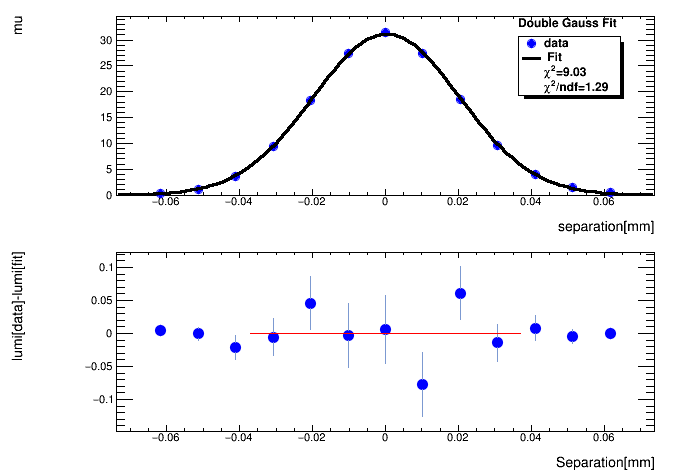 mu
Double Gauss Fit
data
Fit
χ²=9.03
χ²/ndf=1.29
30
25
20
15
10
5
0
−0.06 −0.04 −0.02 0 0.02 0.04 0.06
separation[mm]
lumi[data]-lumi[fit]
0.1
0.05
0
−0.05
−0.1
−0.06 −0.04 −0.02 0 0.02 0.04 0.06
Separation[mm]